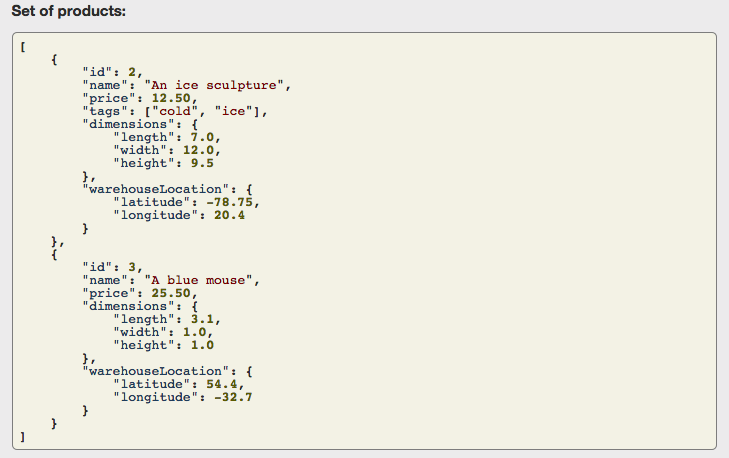 Set of products:
[
    {
        "id": 2,
        "name": "An ice sculpture",
        "price": 12.50,
        "tags": ["cold", "ice"],
        "dimensions": {
            "length": 7.0,
            "width": 12.0,
            "height": 9.5
        },
        "warehouseLocation": {
            "latitude": -78.75,
            "longitude": 20.4
        }
    },
    {
        "id": 3,
        "name": "A blue mouse",
        "price": 25.50,
        "dimensions": {
            "length": 3.1,
            "width": 1.0,
            "height": 1.0
        },
        "warehouseLocation": {
            "latitude": 54.4,
            "longitude": -32.7
        }
    }
]